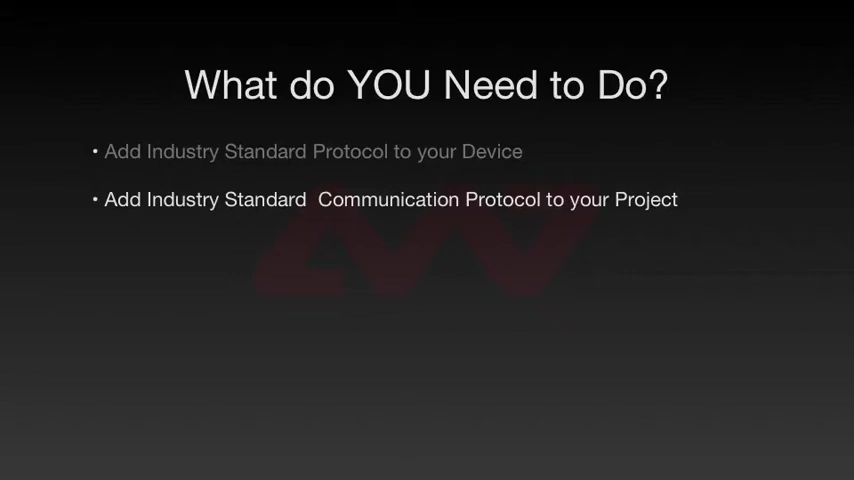 What do YOU Need to Do?
• Add Industry Standard Protocol to your Device
• Add Industry Standard  Communication Protocol to your Project